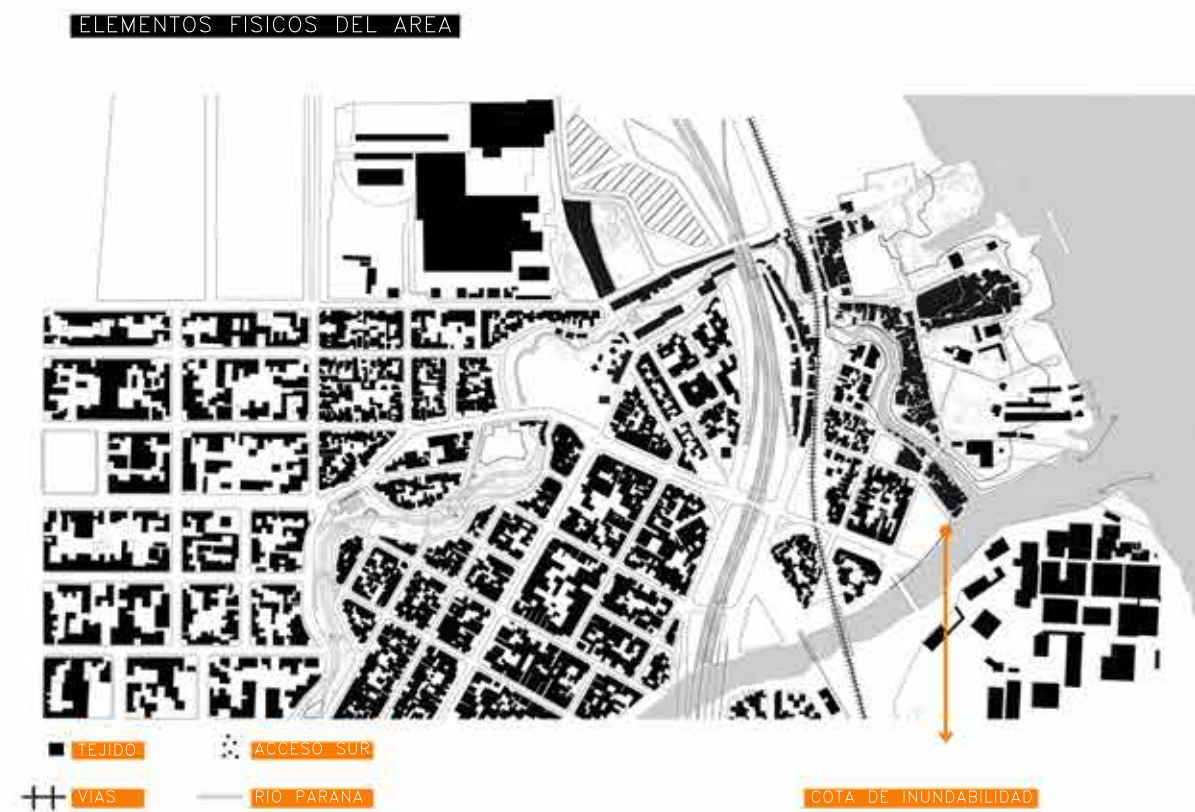 ELEMENTOS FISICOS DEL AREA
TEJIDO
ACCESO SUR
VIAS
RIO PARANA
COTA DE INUNDABILIDAD